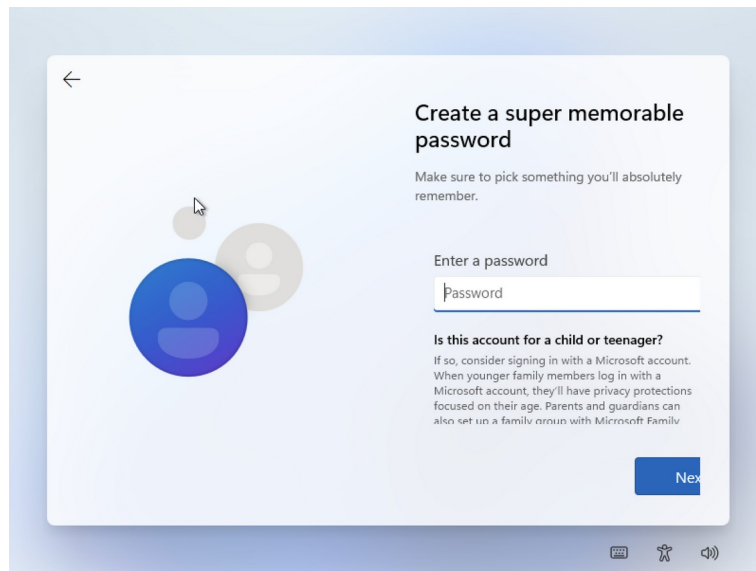 Create a super memorable
password
Make sure to pick something you'll absolutely
remember.
Enter a password
Password
Is this account for a child or teenager?
If so, consider signing in with a Microsoft account.
When younger family members log in with a
Microsoft account, they'll have privacy protections
focused on their age. Parents and guardians can
also set up a family group with Microsoft Family
Nex